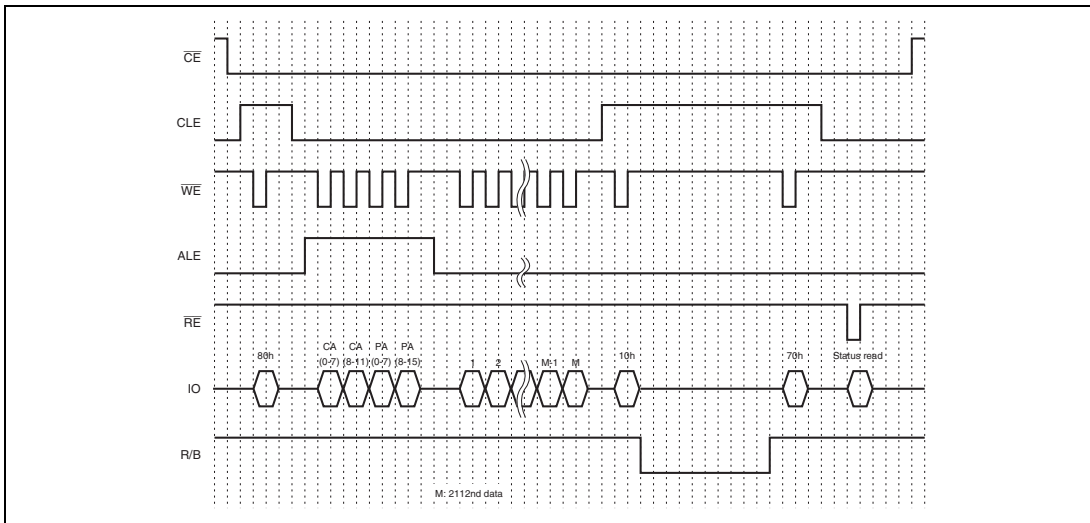 CE
CLE
WE
ALE
RE
CA CA PA PA
80h (0-7) (8-11) (0-7) (8-15) 1 2 M-1 M 10h 70h Status read
IO
R/B
M: 2112nd data